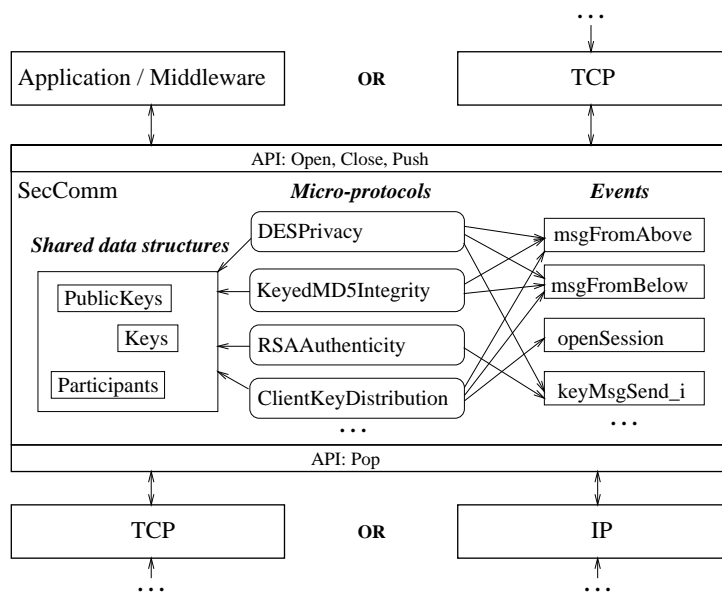 ...
Application / Middleware
OR
TCP
API: Open, Close, Push
SecComm
Micro-protocols
Events
Shared data structures
DESPrivacy
msgFromAbove
PublicKeys
KeyedMD5Integrity
msgFromBelow
Keys
RSAAuthenticity
openSession
Participants
ClientKeyDistribution
keyMsgSend_i
...
...
API: Pop
TCP
OR
IP
...
...